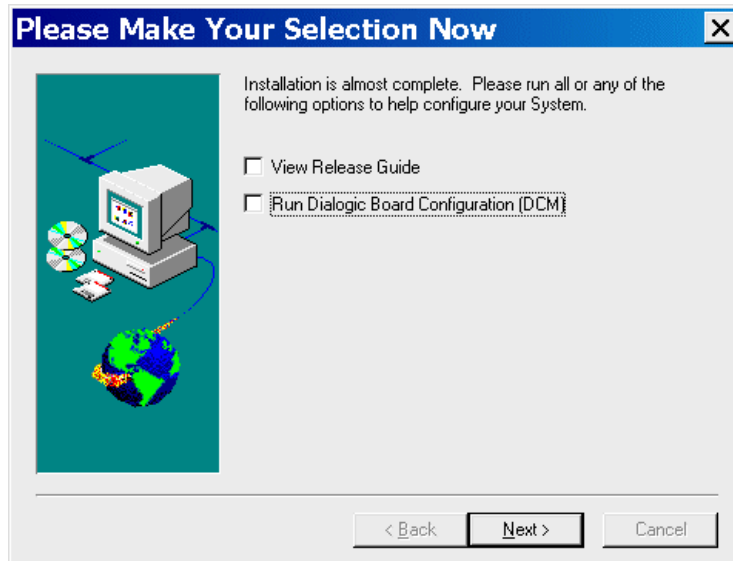 Please Make Your Selection Now
Installation is almost complete. Please run all or any of the
following options to help configure your System.
View Release Guide
Run Dialogic Board Configuration (DCM)
< Back
Next >
Cancel